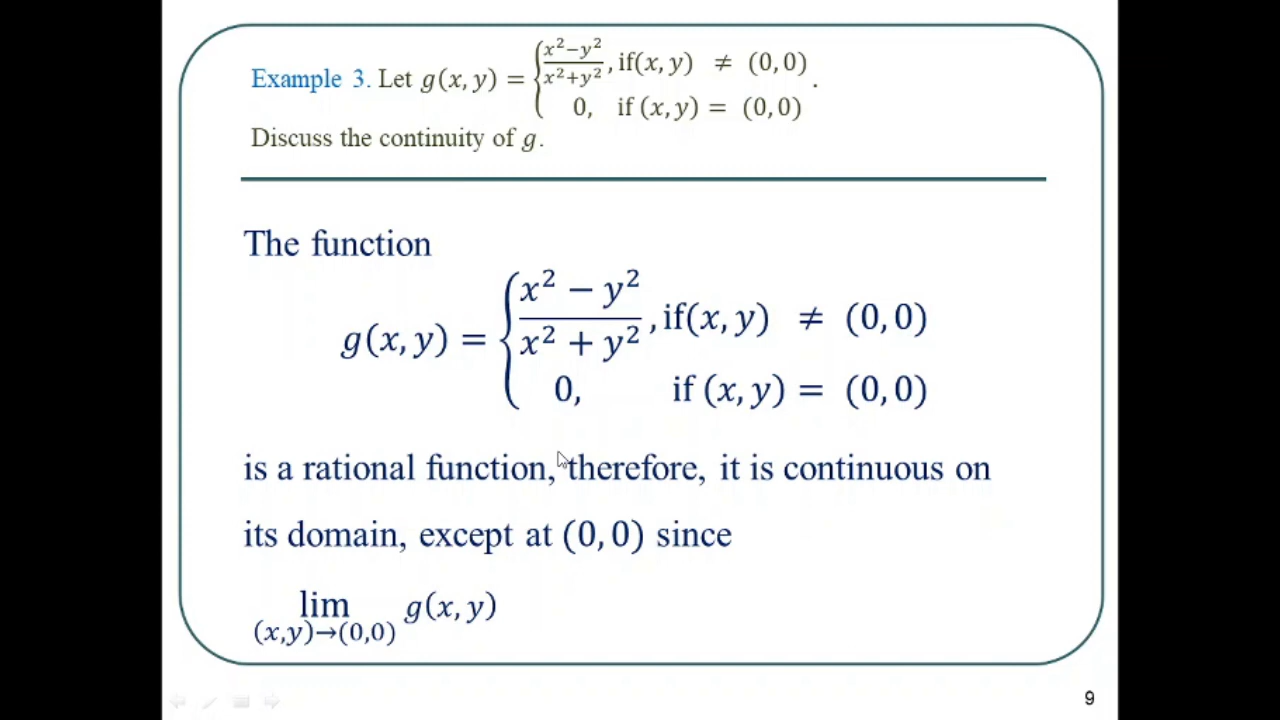 Example 3. Let g(x, y) = { x² − y² / x² + y² , if(x, y) ≠ (0, 0)
0, if (x, y) = (0, 0) .
Discuss the continuity of g.
The function
g(x, y) = { x² − y² / x² + y² , if(x, y) ≠ (0, 0)
0, if (x, y) = (0, 0)
is a rational function, therefore, it is continuous on
its domain, except at (0, 0) since
lim (x,y)→(0,0) g(x, y)
9